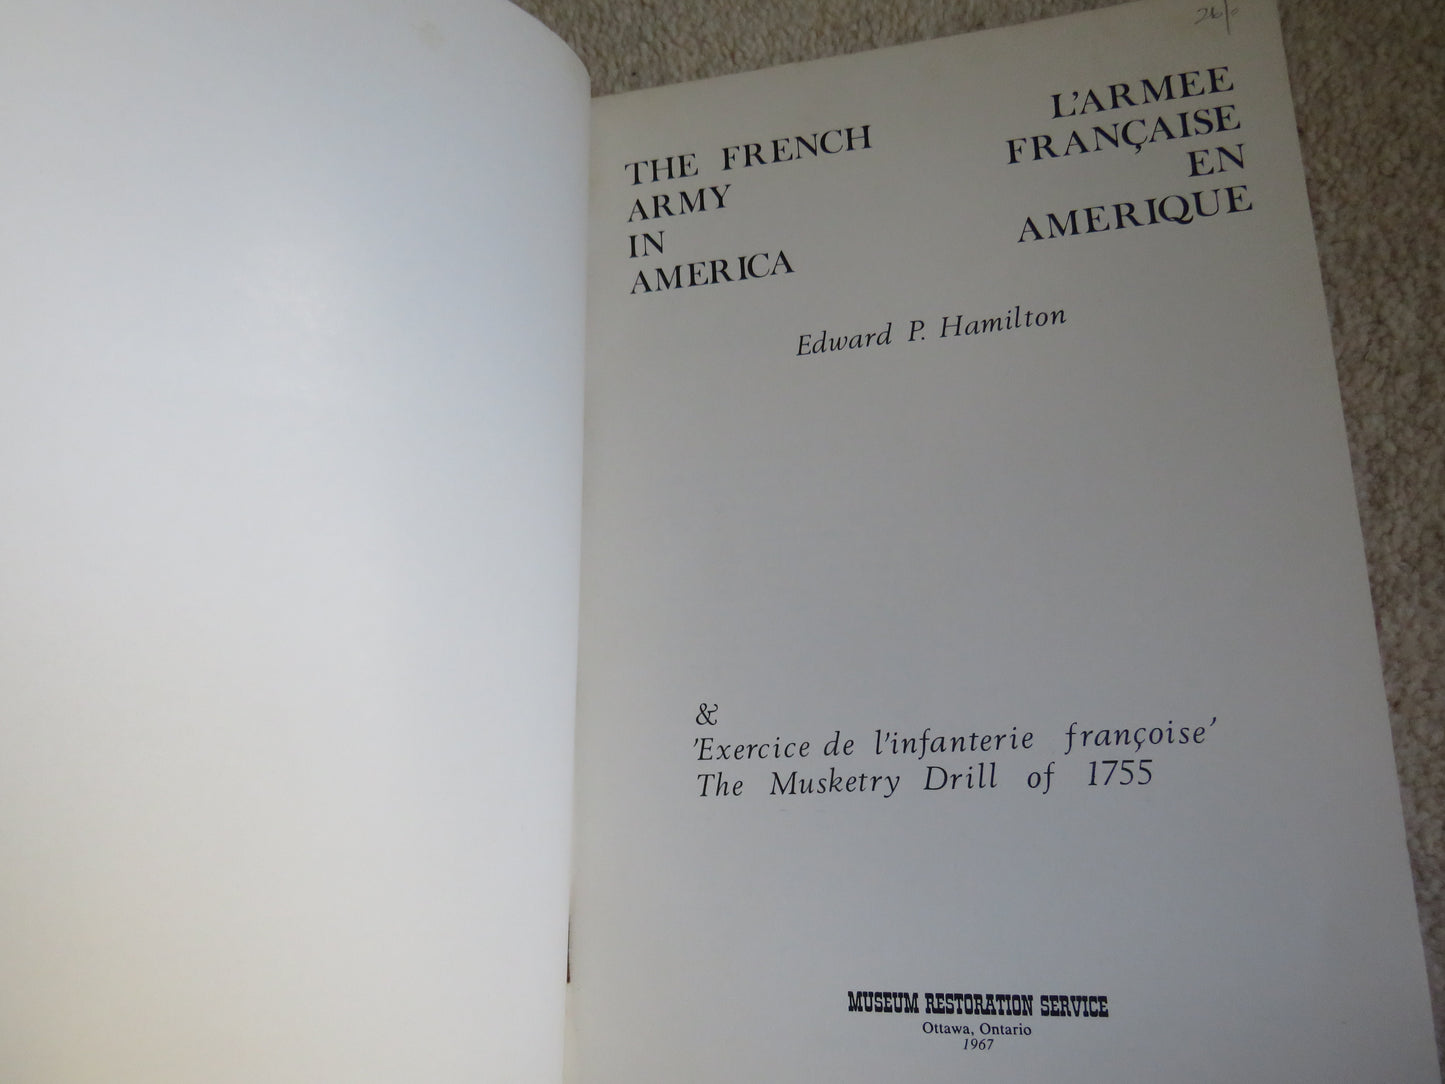 26/-
THE FRENCH
ARMY
IN
AMERICA
L'ARMEE
FRANÇAISE
EN
AMERIQUE
Edward P. Hamilton
&
'Exercice de l'infanterie françoise'
The Musketry Drill of 1755
MUSEUM RESTORATION SERVICE
Ottawa, Ontario
1967